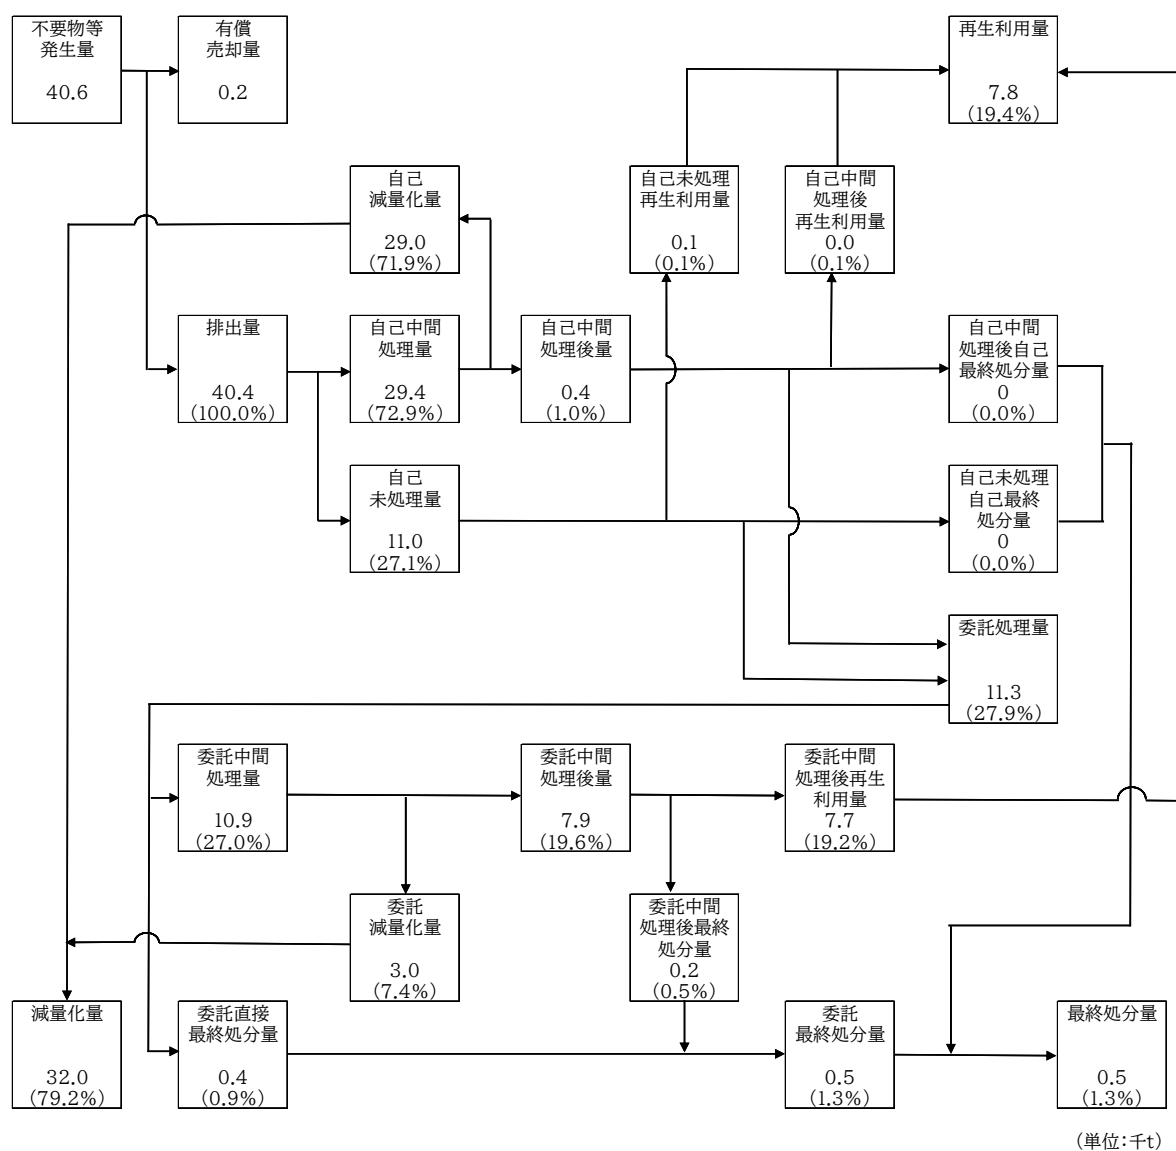 不要物等
発生量
40.6
有償
売却量
0.2
再生利用量
7.8
(19.4%)
自己
減量化量
29.0
(71.9%)
自己未処理
再生利用量
0.1
(0.1%)
自己中間
処理後
再生利用量
0.0
(0.1%)
排出量
40.4
(100.0%)
自己中間
処理量
29.4
(72.9%)
自己中間
処理後量
0.4
(1.0%)
自己中間
処理後自己
最終処分量
0
(0.0%)
自己
未処理量
11.0
(27.1%)
自己未処理
自己最終
処分量
0
(0.0%)
委託処理量
11.3
(27.9%)
委託中間
処理量
10.9
(27.0%)
委託中間
処理後量
7.9
(19.6%)
委託中間
処理後再生
利用量
7.7
(19.2%)
委託
減量化量
3.0
(7.4%)
委託中間
処理後最終
処分量
0.2
(0.5%)
減量化量
32.0
(79.2%)
委託直接
最終処分量
0.4
(0.9%)
委託
最終処分量
0.5
(1.3%)
最終処分量
0.5
(1.3%)
(単位:千t)